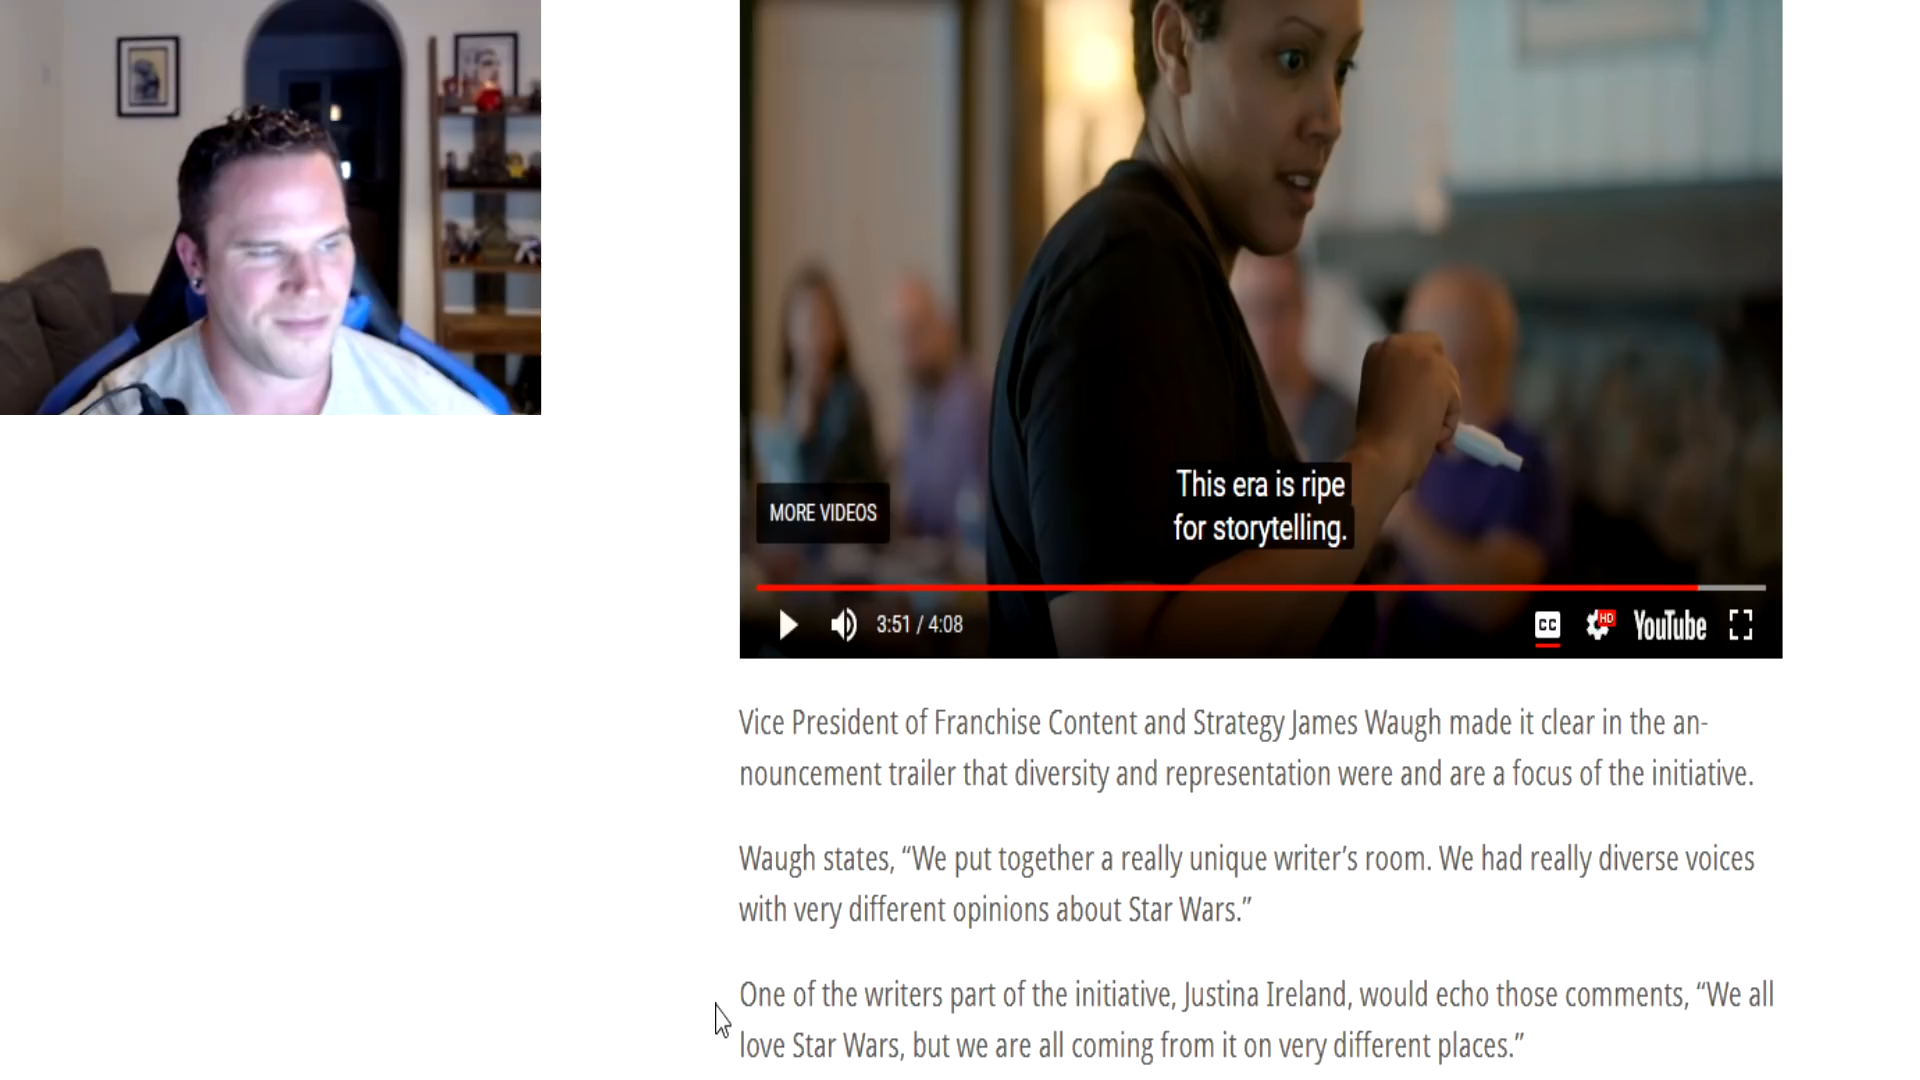 This era is ripe
for storytelling.
MORE VIDEOS
3:51 / 4:08
CC
HD
YouTube
Vice President of Franchise Content and Strategy James Waugh made it clear in the an-
nouncement trailer that diversity and representation were and are a focus of the initiative.
Waugh states, “We put together a really unique writer’s room. We had really diverse voices
with very different opinions about Star Wars.”
One of the writers part of the initiative, Justina Ireland, would echo those comments, “We all
love Star Wars, but we are all coming from it on very different places.”